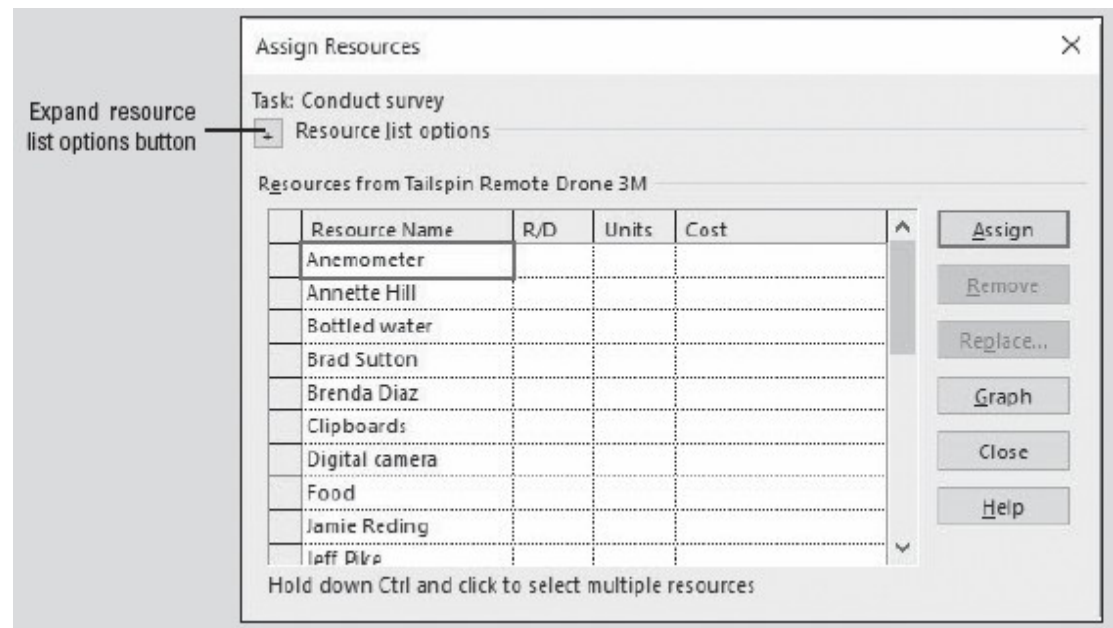 Assign Resources
Expand resource
list options button
Task: Conduct survey
+ Resource list options
Resources from Tailspin Remote Drone 3M
Resource Name R/D Units Cost
Anemometer
Annette Hill
Bottled water
Brad Sutton
Brenda Diaz
Clipboards
Digital camera
Food
Jamie Reding
Jeff Pike
Assign
Remove
Replace...
Graph
Close
Help
Hold down Ctrl and click to select multiple resources